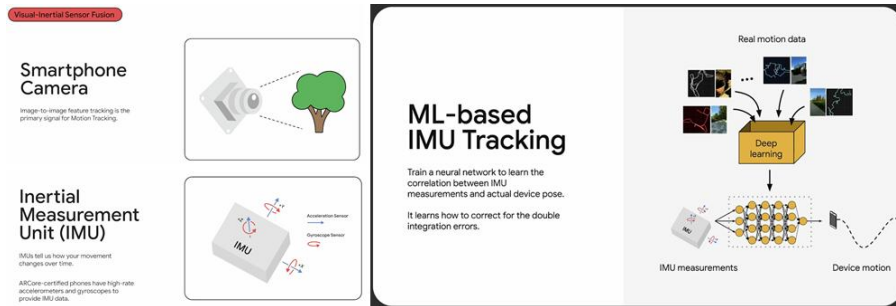 Visual-Inertial Sensor Fusion
Smartphone
Camera
Image-to-image feature tracking is the
primary signal for Motion Tracking.
Inertial
Measurement
Unit (IMU)
IMUs tell us how your movement
changes over time.
ARCore-certified phones have high-rate
accelerometers and gyroscopes to
provide IMU data.
Acceleration Sensor
Gyroscope Sensor
IMU
ML-based
IMU Tracking
Train a neural network to learn the
correlation between IMU
measurements and actual device pose.
It learns how to correct for the double
integration errors.
Real motion data
Deep
learning
IMU measurements
Device motion